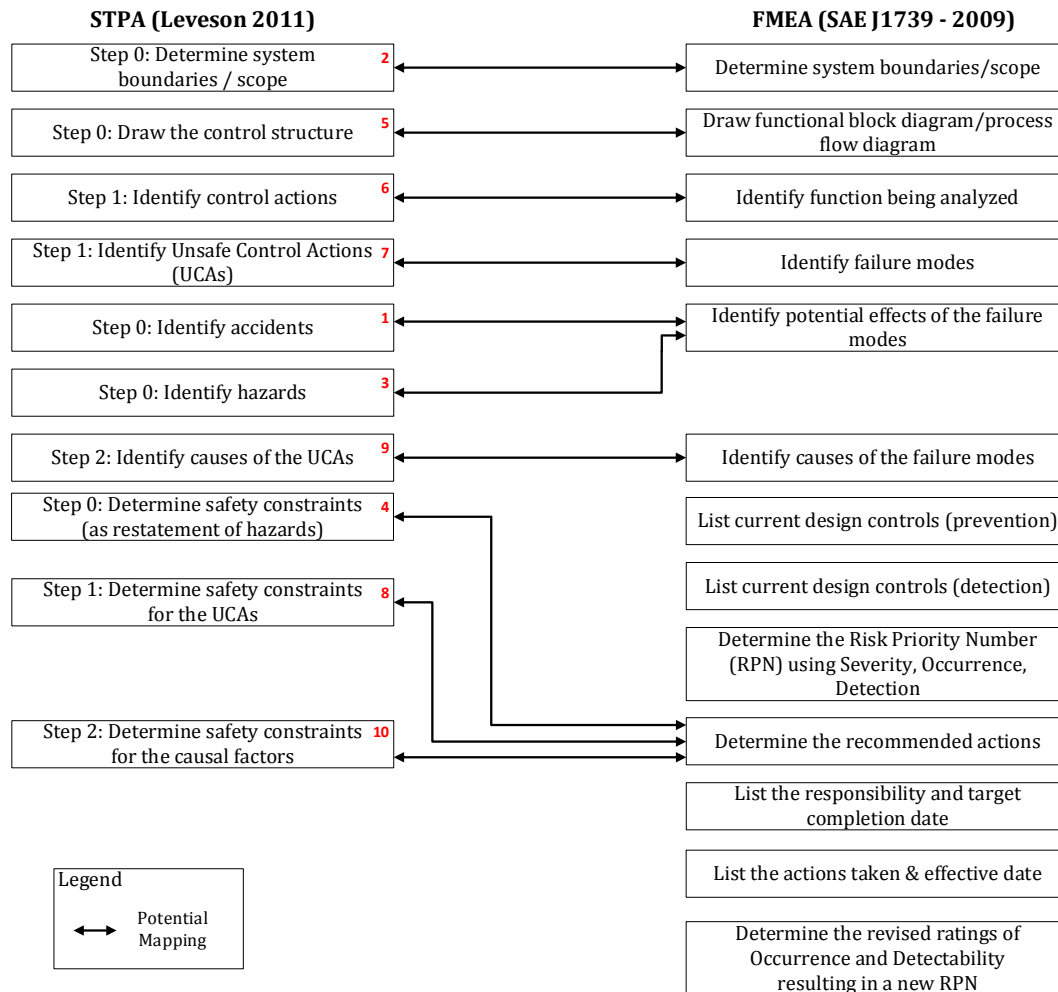 STPA (Leveson 2011)
FMEA (SAE J1739 - 2009)
Step 0: Determine system
boundaries / scope
2
Determine system boundaries/scope
Step 0: Draw the control structure
5
Draw functional block diagram/process
flow diagram
Step 1: Identify control actions
6
Identify function being analyzed
Step 1: Identify Unsafe Control Actions
(UCAs)
7
Identify failure modes
Step 0: Identify accidents
1
Identify potential effects of the failure
modes
Step 0: Identify hazards
3
Step 2: Identify causes of the UCAs
9
Identify causes of the failure modes
Step 0: Determine safety constraints
(as restatement of hazards)
4
List current design controls (prevention)
List current design controls (detection)
Step 1: Determine safety constraints
for the UCAs
8
Determine the Risk Priority Number
(RPN) using Severity, Occurrence,
Detection
Step 2: Determine safety constraints
for the causal factors
10
Determine the recommended actions
List the responsibility and target
completion date
List the actions taken & effective date
Determine the revised ratings of
Occurrence and Detectability
resulting in a new RPN
Legend
Potential
Mapping